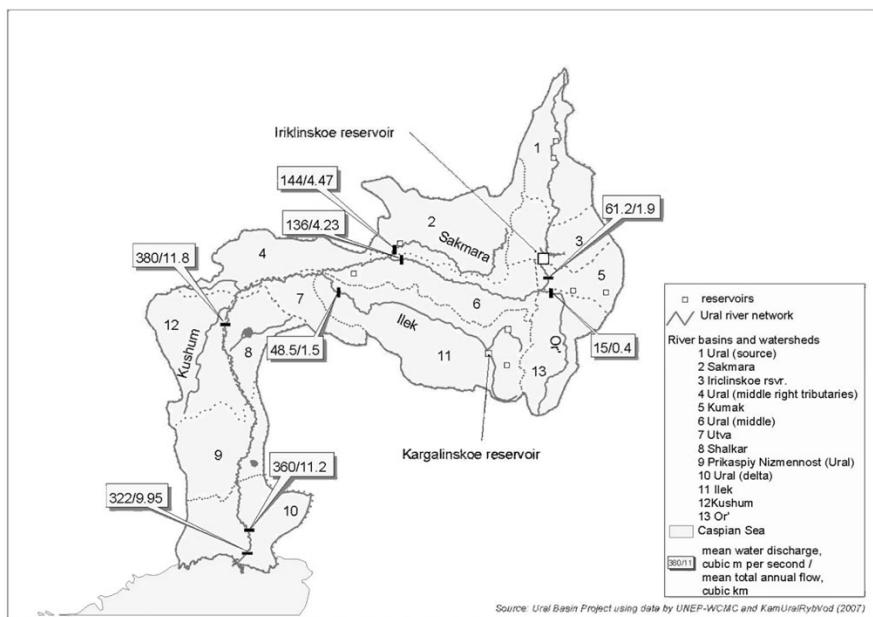 Iriklinskoe reservoir
1
144/4.47
2
Sakmara
61.2/1.9
136/4.23
3
4
380/11.8
5
7
6
12
Kushum
Ilek
8
48.5/1.5
11
Or'
15/0.4
13
Kargalinskoe reservoir
9
360/11.2
322/9.95
10
reservoirs
Ural river network
River basins and watersheds
1 Ural (source)
2 Sakmara
3 Iriclinskoe rsvr.
4 Ural (middle right tributaries)
5 Kumak
6 Ural (middle)
7 Utva
8 Shalkar
9 Prikaspiy Nizmennost (Ural)
10 Ural (delta)
11 Ilek
12Kushum
13 Or'
Caspian Sea
380/11
mean water discharge,
cubic m per second /
mean total annual flow,
cubic km
Source: Ural Basin Project using data by UNEP-WCMC and KamUralRybVod (2007)